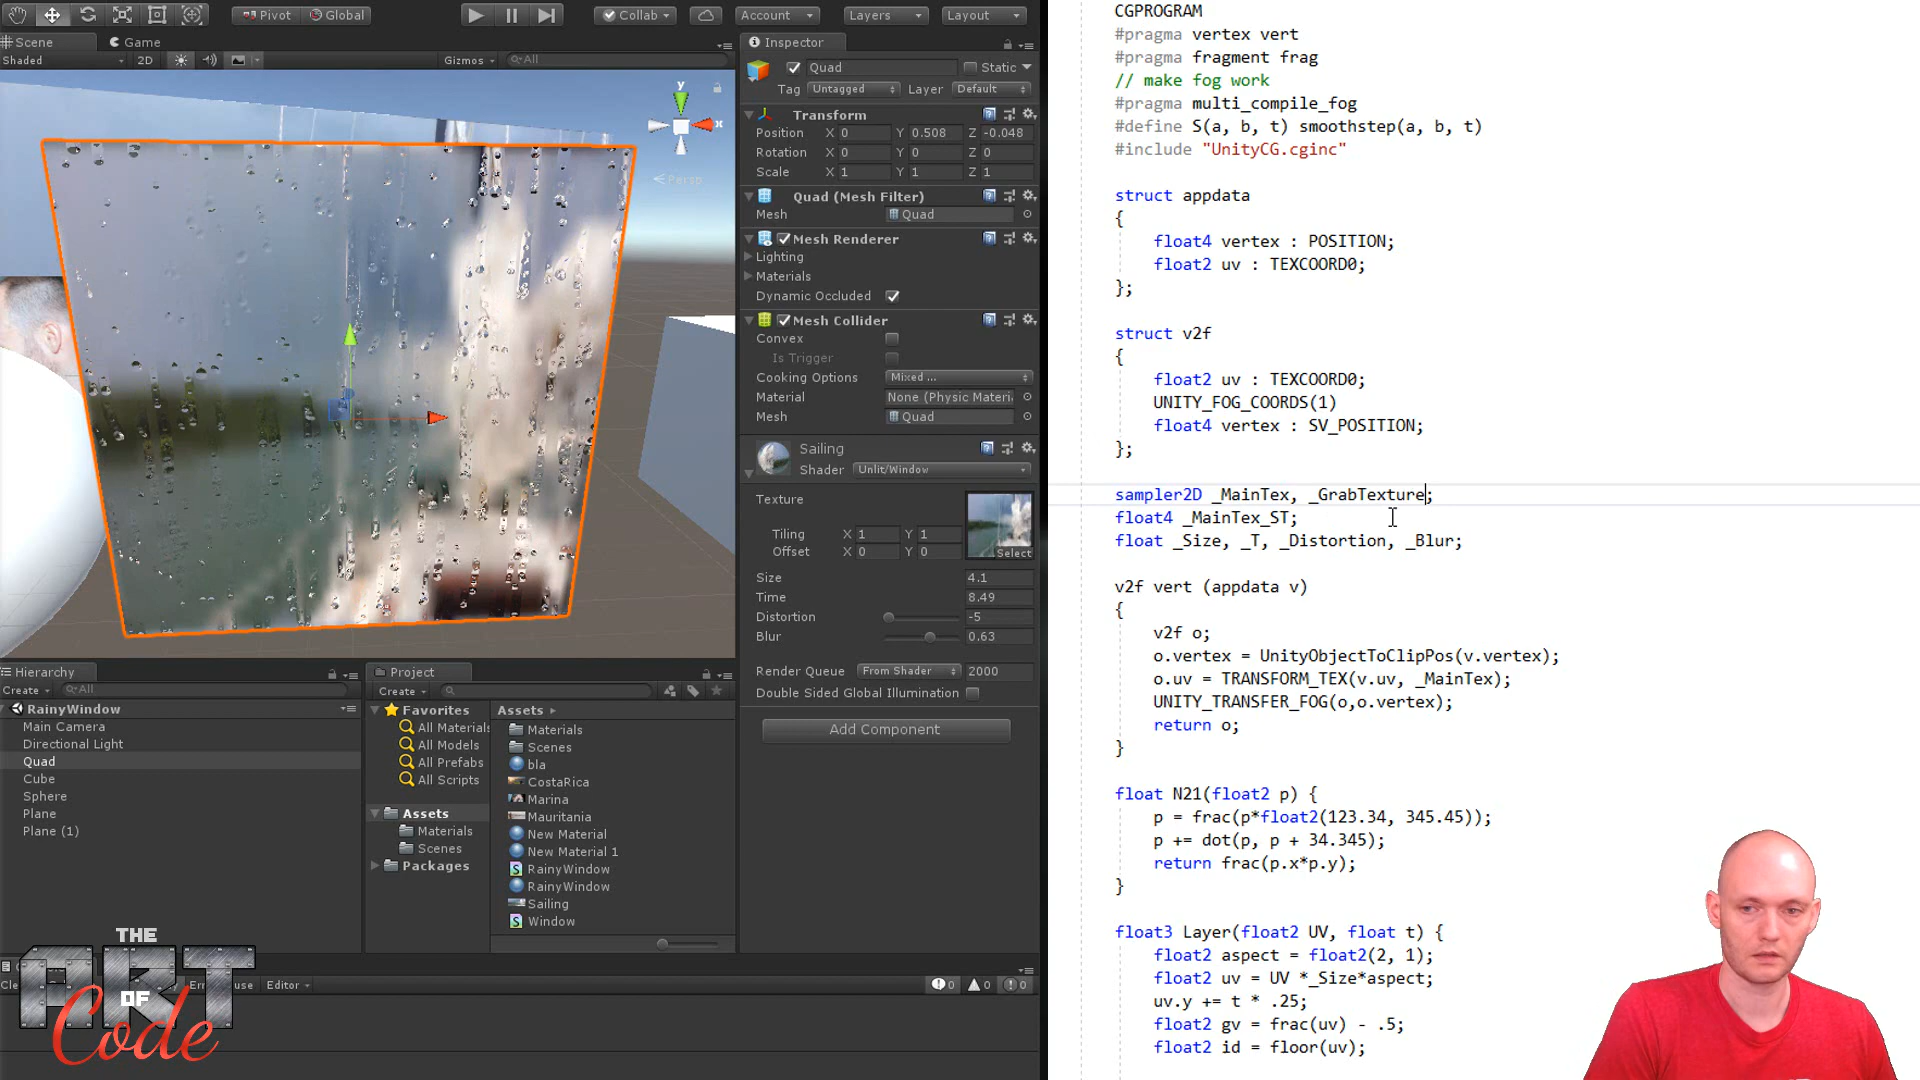 Pivot Global Collab Account Layers Layout
Scene Game
Shaded 2D Gizmos All
y
x
Persp
Inspector
Quad Static
Tag Untagged Layer Default
Transform
Position X 0 Y 0.508 Z -0.048
Rotation X 0 Y 0 Z 0
Scale X 1 Y 1 Z 1
Quad (Mesh Filter)
Mesh Quad
Mesh Renderer
Lighting
Materials
Dynamic Occluded
Mesh Collider
Convex
Is Trigger
Cooking Options Mixed ...
Material None (Physic Materi
Mesh Quad
Sailing
Shader Unlit/Window
Texture
Tiling X 1 Y 1
Offset X 0 Y 0
Select
Size 4.1
Time 8.49
Distortion -5
Blur 0.63
Render Queue From Shader 2000
Double Sided Global Illumination
Add Component
Hierarchy
Create All
RainyWindow
Main Camera
Directional Light
Quad
Cube
Sphere
Plane
Plane (1)
Project
Create
Favorites
All Materials
All Models
All Prefabs
All Scripts
Assets
Materials
Scenes
Packages
Assets
Materials
Scenes
bla
CostaRica
Marina
Mauritania
New Material
New Material 1
RainyWindow
RainyWindow
Sailing
Window
Editor 0 0 0
THE
ART
OF
Code
CGPROGRAM
#pragma vertex vert
#pragma fragment frag
// make fog work
#pragma multi_compile_fog
#define S(a, b, t) smoothstep(a, b, t)
#include "UnityCG.cginc"
struct appdata
{
float4 vertex : POSITION;
float2 uv : TEXCOORD0;
};
struct v2f
{
float2 uv : TEXCOORD0;
UNITY_FOG_COORDS(1)
float4 vertex : SV_POSITION;
};
sampler2D _MainTex, _GrabTexture;
float4 _MainTex_ST;
float _Size, _T, _Distortion, _Blur;
v2f vert (appdata v)
{
v2f o;
o.vertex = UnityObjectToClipPos(v.vertex);
o.uv = TRANSFORM_TEX(v.uv, _MainTex);
UNITY_TRANSFER_FOG(o,o.vertex);
return o;
}
float N21(float2 p) {
p = frac(p*float2(123.34, 345.45));
p += dot(p, p + 34.345);
return frac(p.x*p.y);
}
float3 Layer(float2 UV, float t) {
float2 aspect = float2(2, 1);
float2 uv = UV *_Size*aspect;
uv.y += t * .25;
float2 gv = frac(uv) - .5;
float2 id = floor(uv);